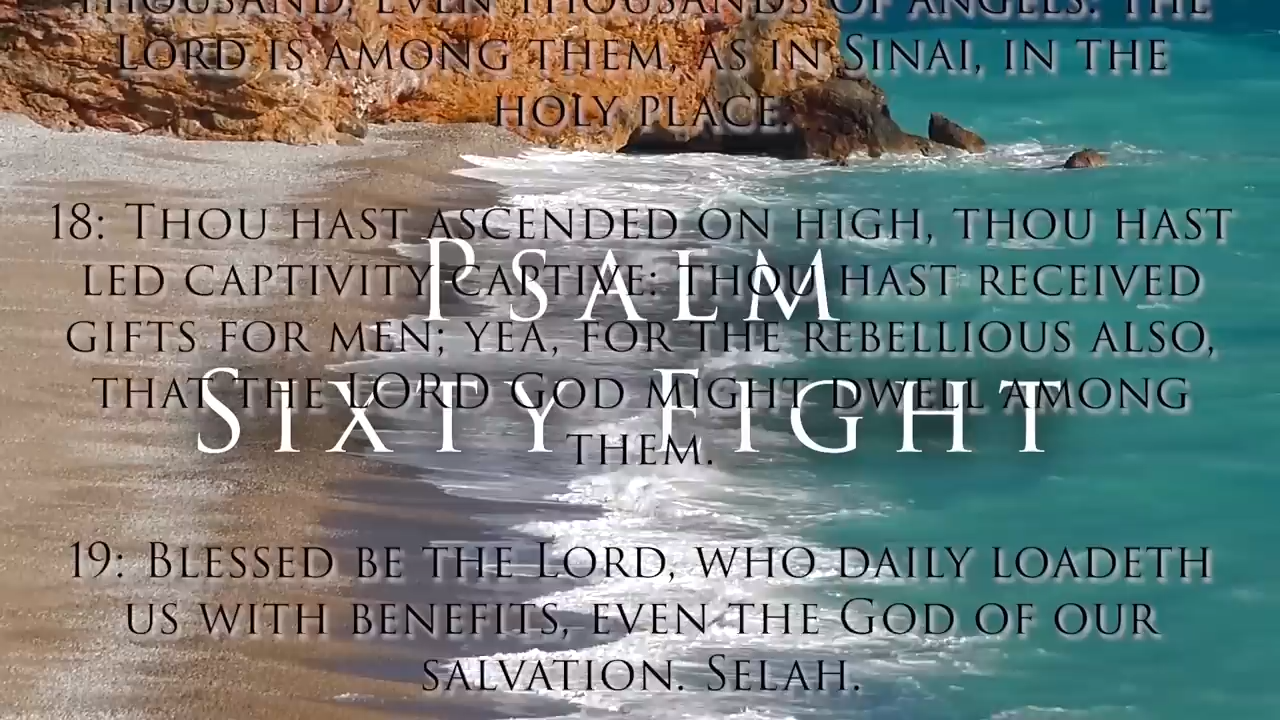 THOUSAND, EVEN THOUSANDS OF ANGELS: THE
LORD IS AMONG THEM, AS IN SINAI, IN THE
HOLY PLACE.
18: THOU HAST ASCENDED ON HIGH, THOU HAST
LED CAPTIVITY CAPTIVE: THOU HAST RECEIVED
GIFTS FOR MEN; YEA, FOR THE REBELLIOUS ALSO,
THAT THE LORD GOD MIGHT DWELL AMONG
THEM.
19: BLESSED BE THE LORD, WHO DAILY LOADETH
US WITH BENEFITS, EVEN THE GOD OF OUR
SALVATION. SELAH.
PSALM
SIXTY EIGHT